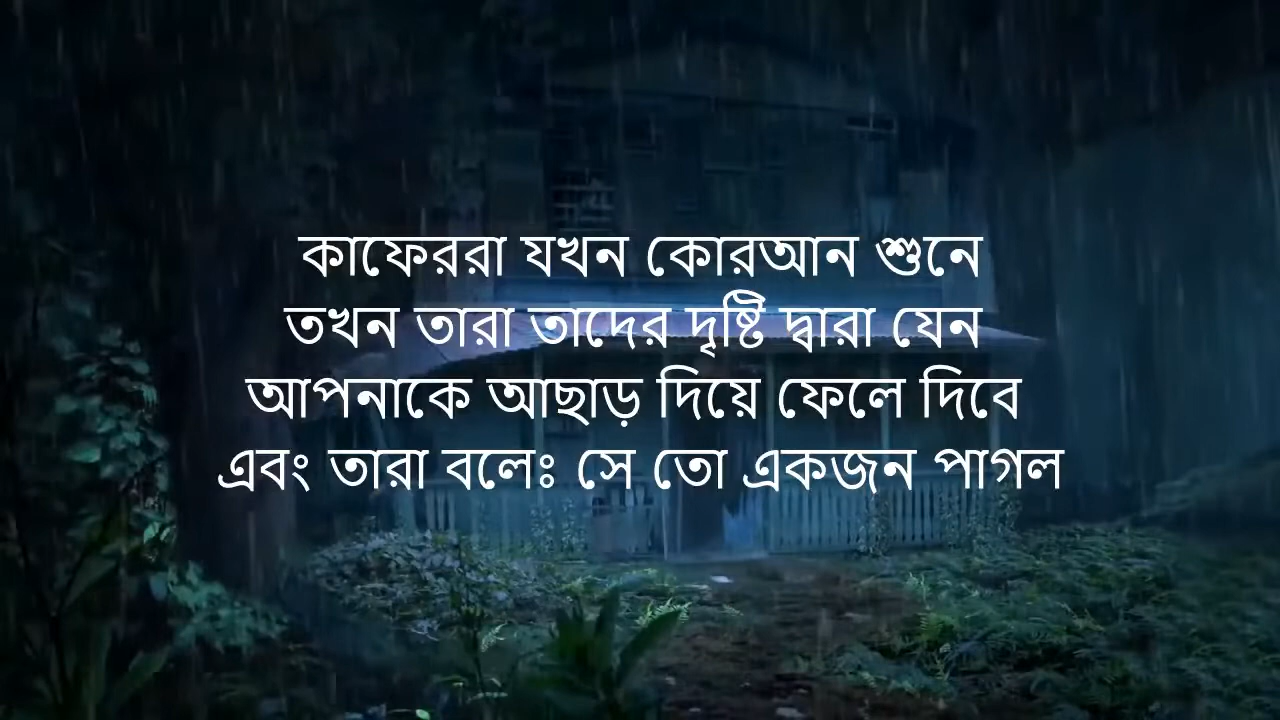 কাফেররা যখন কোরআন শুনে
তখন তারা তাদের দৃষ্টি দ্বারা যেন
আপনাকে আছাড় দিয়ে ফেলে দিবে
এবং তারা বলেঃ সে তো একজন পাগল